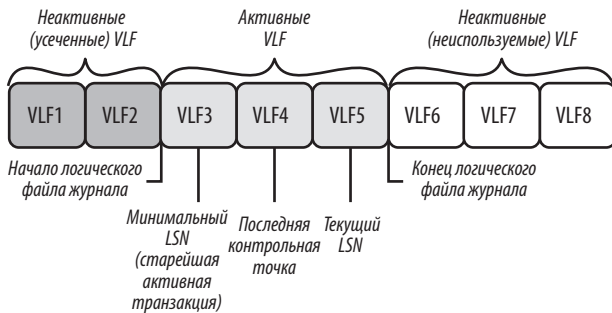 Неактивные
(усеченные) VLF
Активные
VLF
Неактивные
(неиспользуемые) VLF
VLF1
VLF2
VLF3
VLF4
VLF5
VLF6
VLF7
VLF8
Начало логического
файла журнала
Конец логического
файла журнала
Минимальный
LSN
(старейшая
активная
транзакция)
Последняя
контрольная
точка
Текущий
LSN